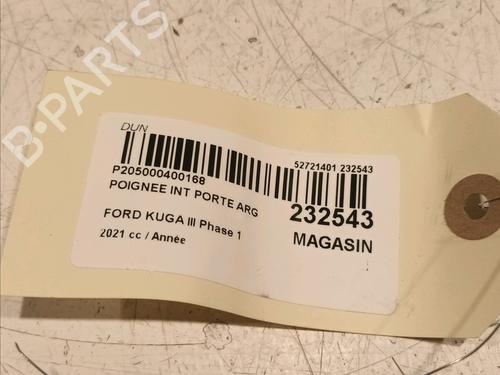 B-PARTS
DUN
52721401 232543
P205000400168
POIGNEE INT PORTE ARG
232543
FORD KUGA III Phase 1
MAGASIN
2021 cc / Année